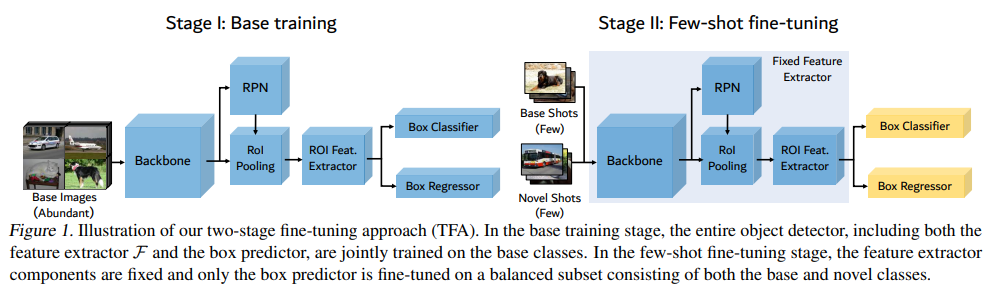 Stage I: Base training
RPN
Backbone
RoI
Pooling
ROI Feat.
Extractor
Box Classifier
Box Regressor
Base Images
(Abundant)
Stage II: Few-shot fine-tuning
Fixed Feature
Extractor
Base Shots
(Few)
Novel Shots
(Few)
RPN
Backbone
RoI
Pooling
ROI Feat.
Extractor
Box Classifier
Box Regressor
Figure 1. Illustration of our two-stage fine-tuning approach (TFA). In the base training stage, the entire object detector, including both the
feature extractor F and the box predictor, are jointly trained on the base classes. In the few-shot fine-tuning stage, the feature extractor
components are fixed and only the box predictor is fine-tuned on a balanced subset consisting of both the base and novel classes.